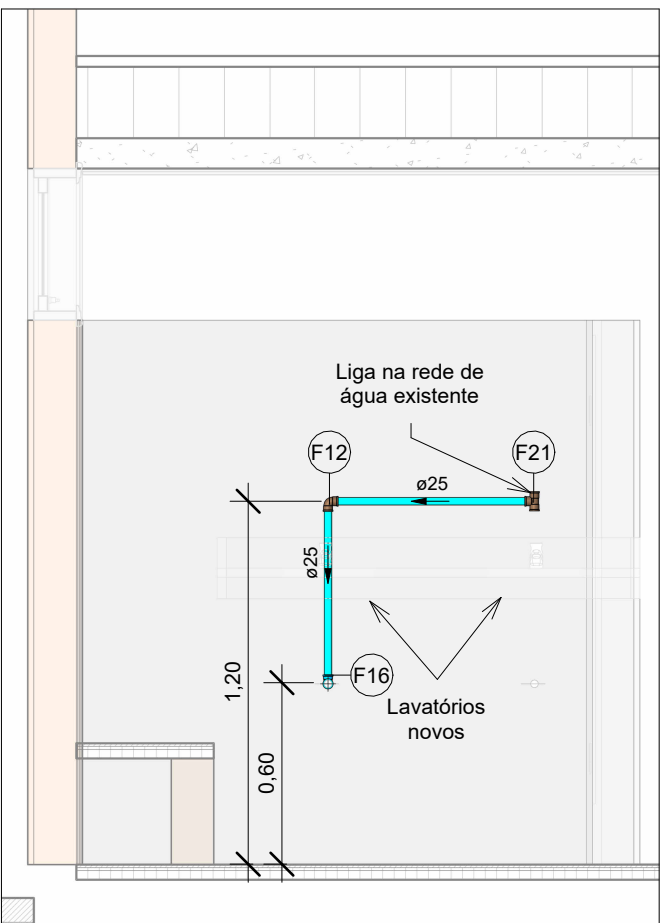 Liga na rede de
água existente
F12
F21
ø25
ø25
F16
1,20
0,60
Lavatórios
novos